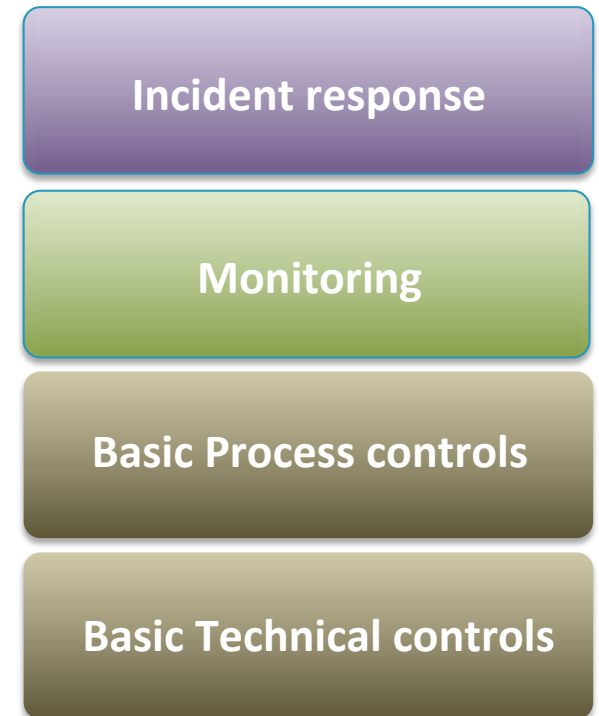 Incident response
Monitoring
Basic Process controls
Basic Technical controls